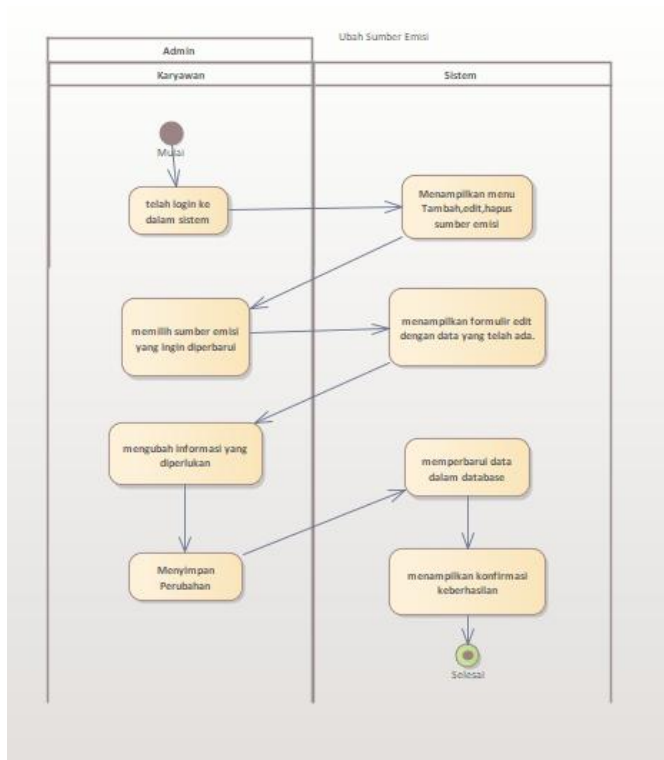 Ubah Sumber Emisi
Admin
Karyawan
Sistem
Mulai
telah login ke
dalam sistem
Menampilkan menu
Tambah,edit,hapus
sumber emisi
memilih sumber emisi
yang ingin diperbarui
menampilkan formulir edit
dengan data yang telah ada.
mengubah informasi yang
diperlukan
memperbarui data
dalam database
Menyimpan
Perubahan
menampilkan konfirmasi
keberhasilan
Selesai